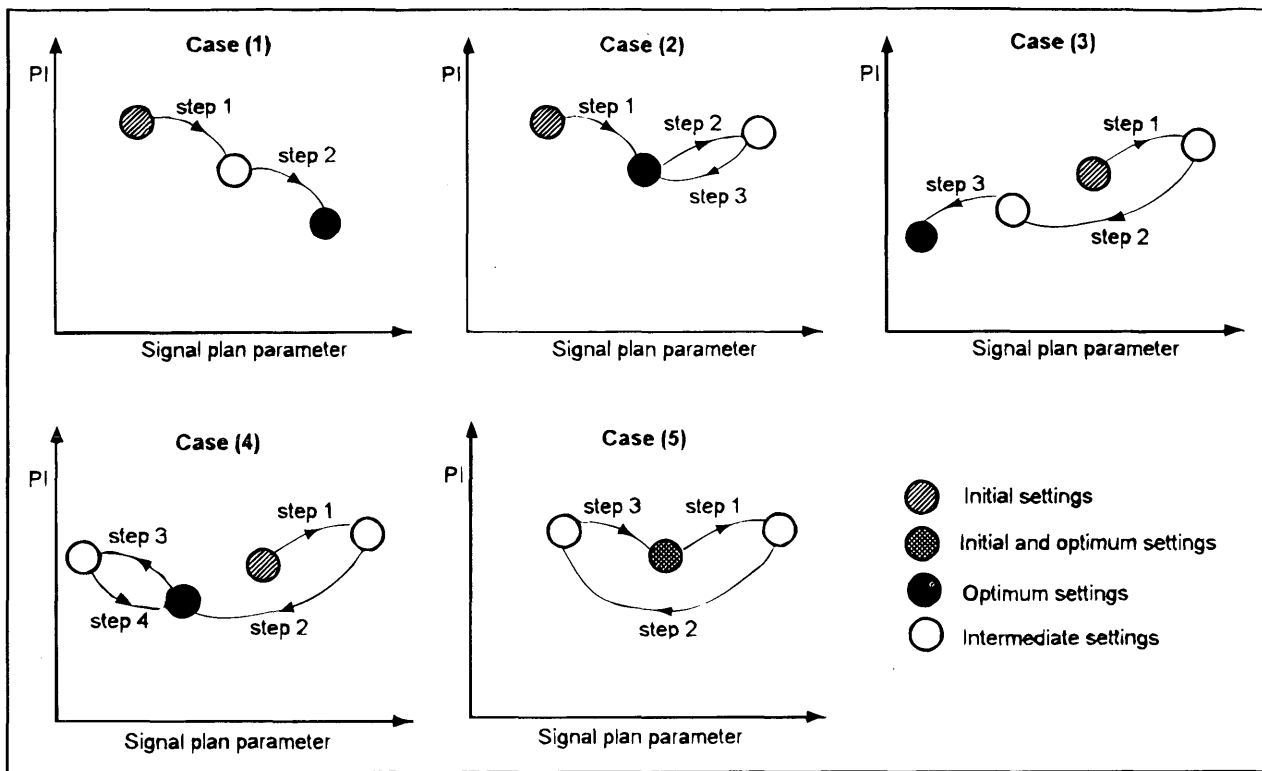 Case (1)
PI
step 1
step 2
Signal plan parameter
Case (2)
PI
step 1
step 2
step 3
Signal plan parameter
Case (3)
PI
step 1
step 3
step 2
Signal plan parameter
Case (4)
PI
step 1
step 3
step 4
step 2
Signal plan parameter
Case (5)
PI
step 3
step 1
step 2
Signal plan parameter
Initial settings
Initial and optimum settings
Optimum settings
Intermediate settings